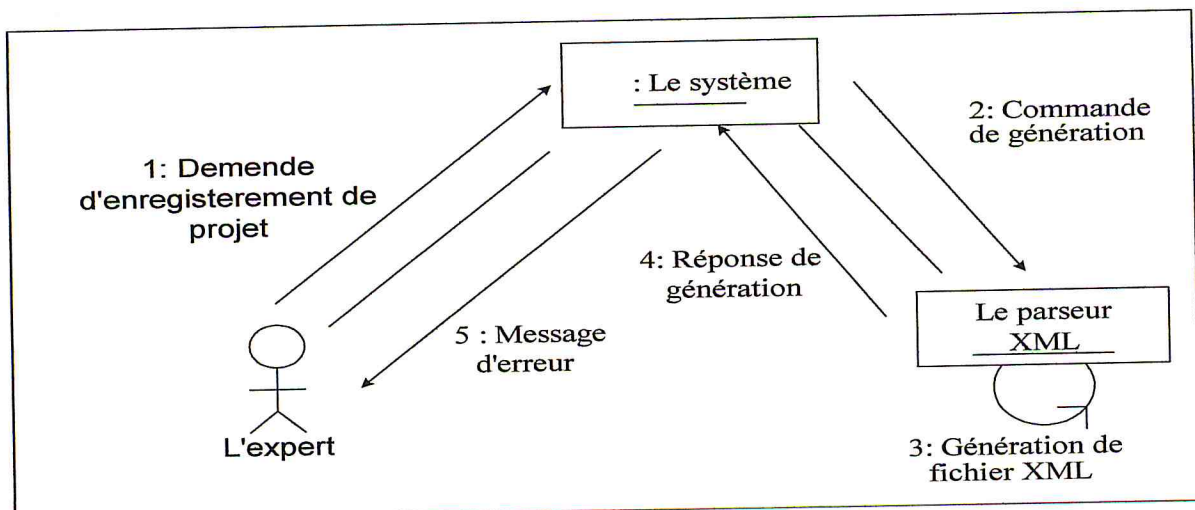 : Le système
2: Commande
de génération
1: Demende
d'enregisterement de
projet
4: Réponse de
génération
Le parseur
XML
5 : Message
d'erreur
L'expert
3: Génération de
fichier XML